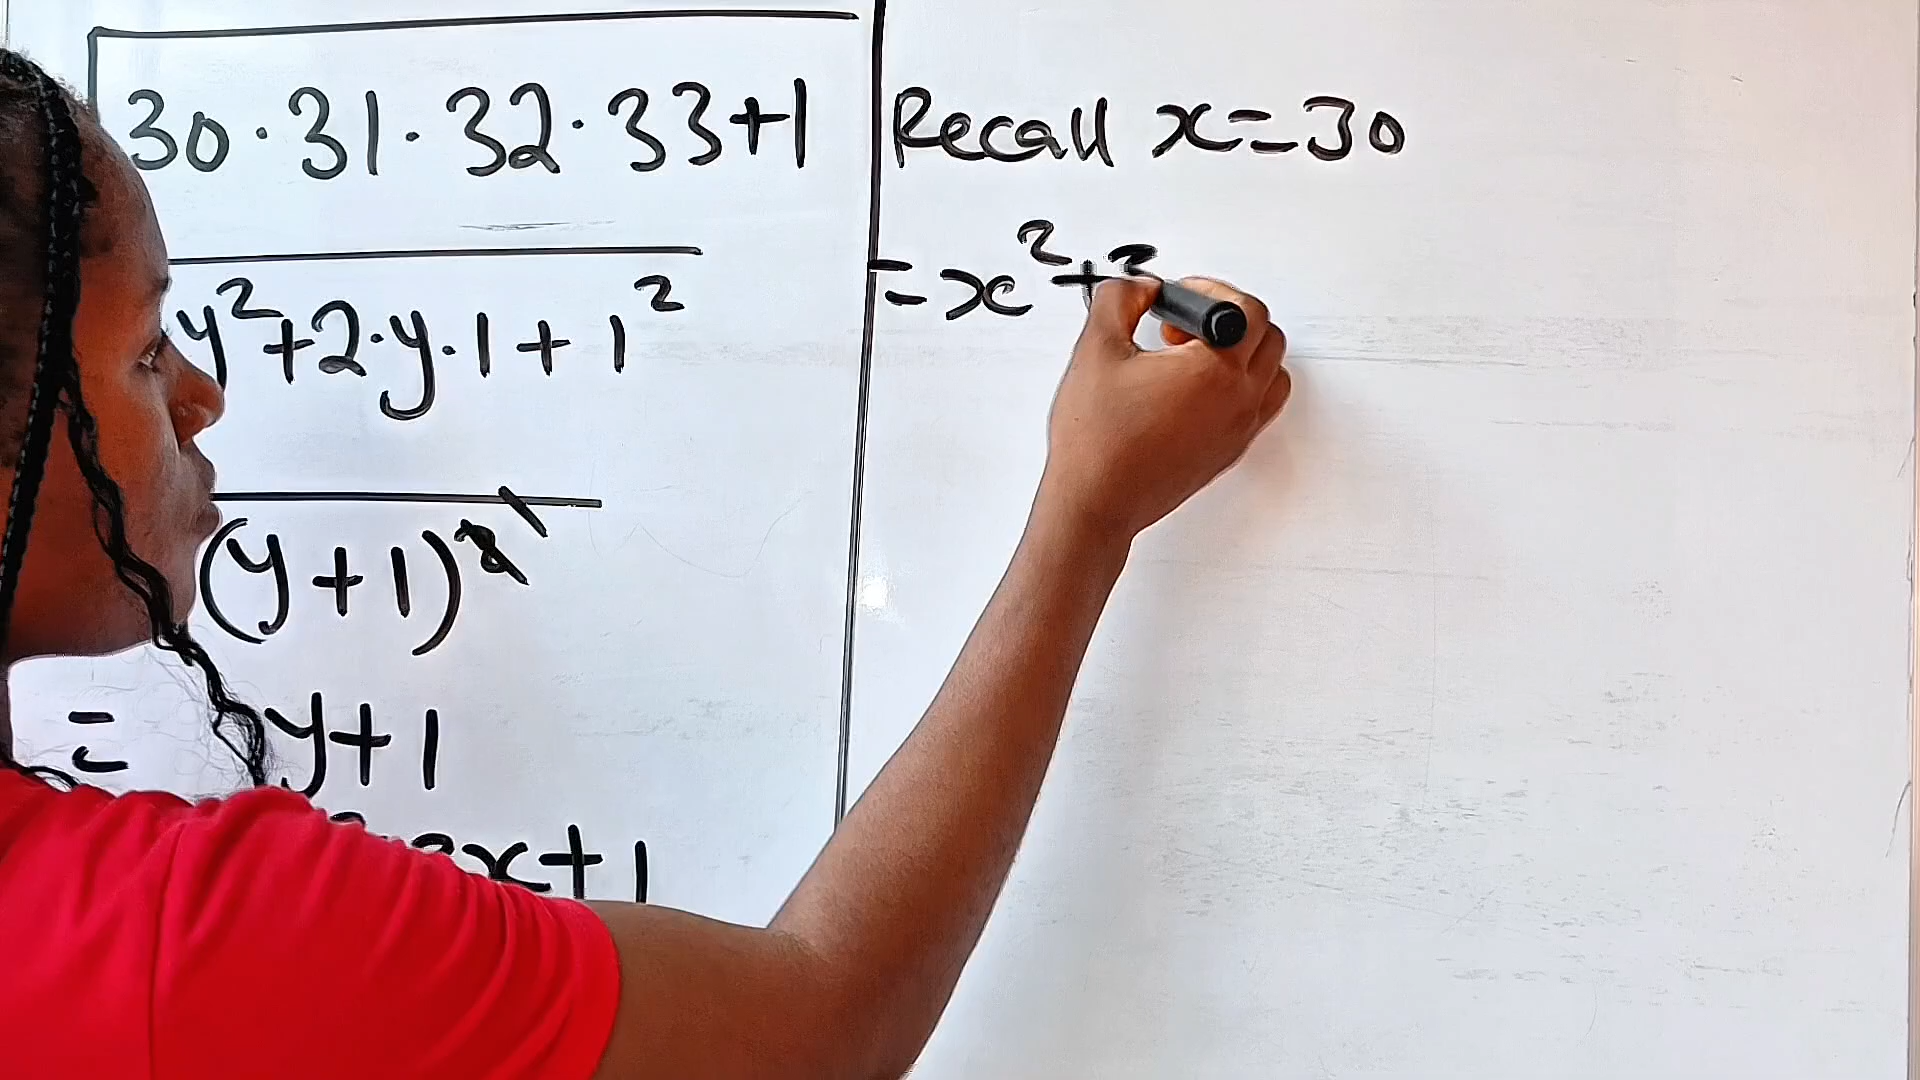 30·31·32·33+1
y²+2·y·1+1²
(y+1)²
= y+1
x+1
Recall x=30
=x²+3